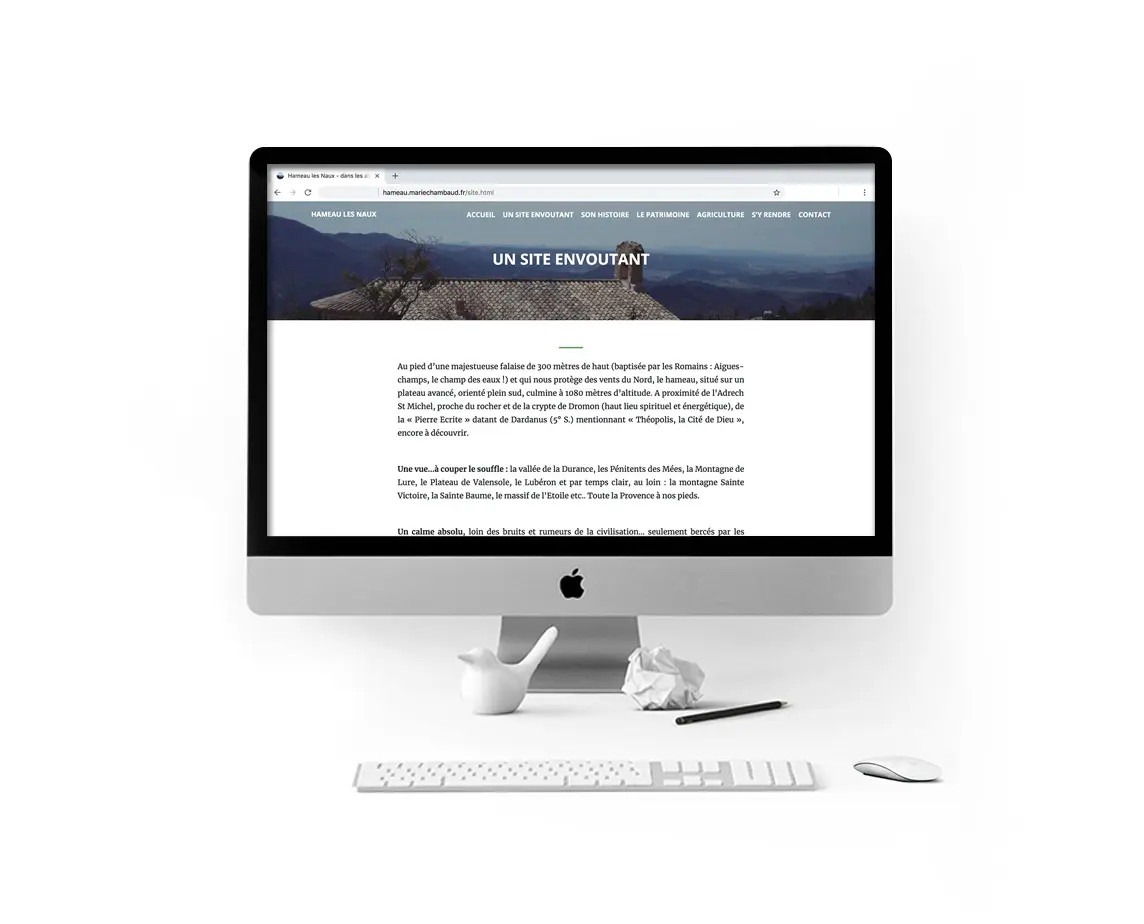 Hameau les Naux - dans les al
hameau.mariechambaud.fr/site.html
HAMEAU LES NAUX ACCUEIL UN SITE ENVOUTANT SON HISTOIRE LE PATRIMOINE AGRICULTURE S'Y RENDRE CONTACT
UN SITE ENVOUTANT
Au pied d'une majestueuse falaise de 300 mètres de haut (baptisée par les Romains : Aigues-
champs, le champ des eaux !) et qui nous protège des vents du Nord, le hameau, situé sur un
plateau avancé, orienté plein sud, culmine à 1080 mètres d'altitude. A proximité de l'Adrech
St Michel, proche du rocher et de la crypte de Dromon (haut lieu spirituel et énergétique), de
la « Pierre Ecrite » datant de Dardanus (5° S.) mentionnant « Théopolis, la Cité de Dieu »,
encore à découvrir.
Une vue...à couper le souffle : la vallée de la Durance, les Pénitents des Mées, la Montagne de
Lure, le Plateau de Valensole, le Lubéron et par temps clair, au loin : la montagne Sainte
Victoire, la Sainte Baume, le massif de l'Etoile etc.. Toute la Provence à nos pieds.
Un calme absolu, loin des bruits et rumeurs de la civilisation... seulement bercés par les